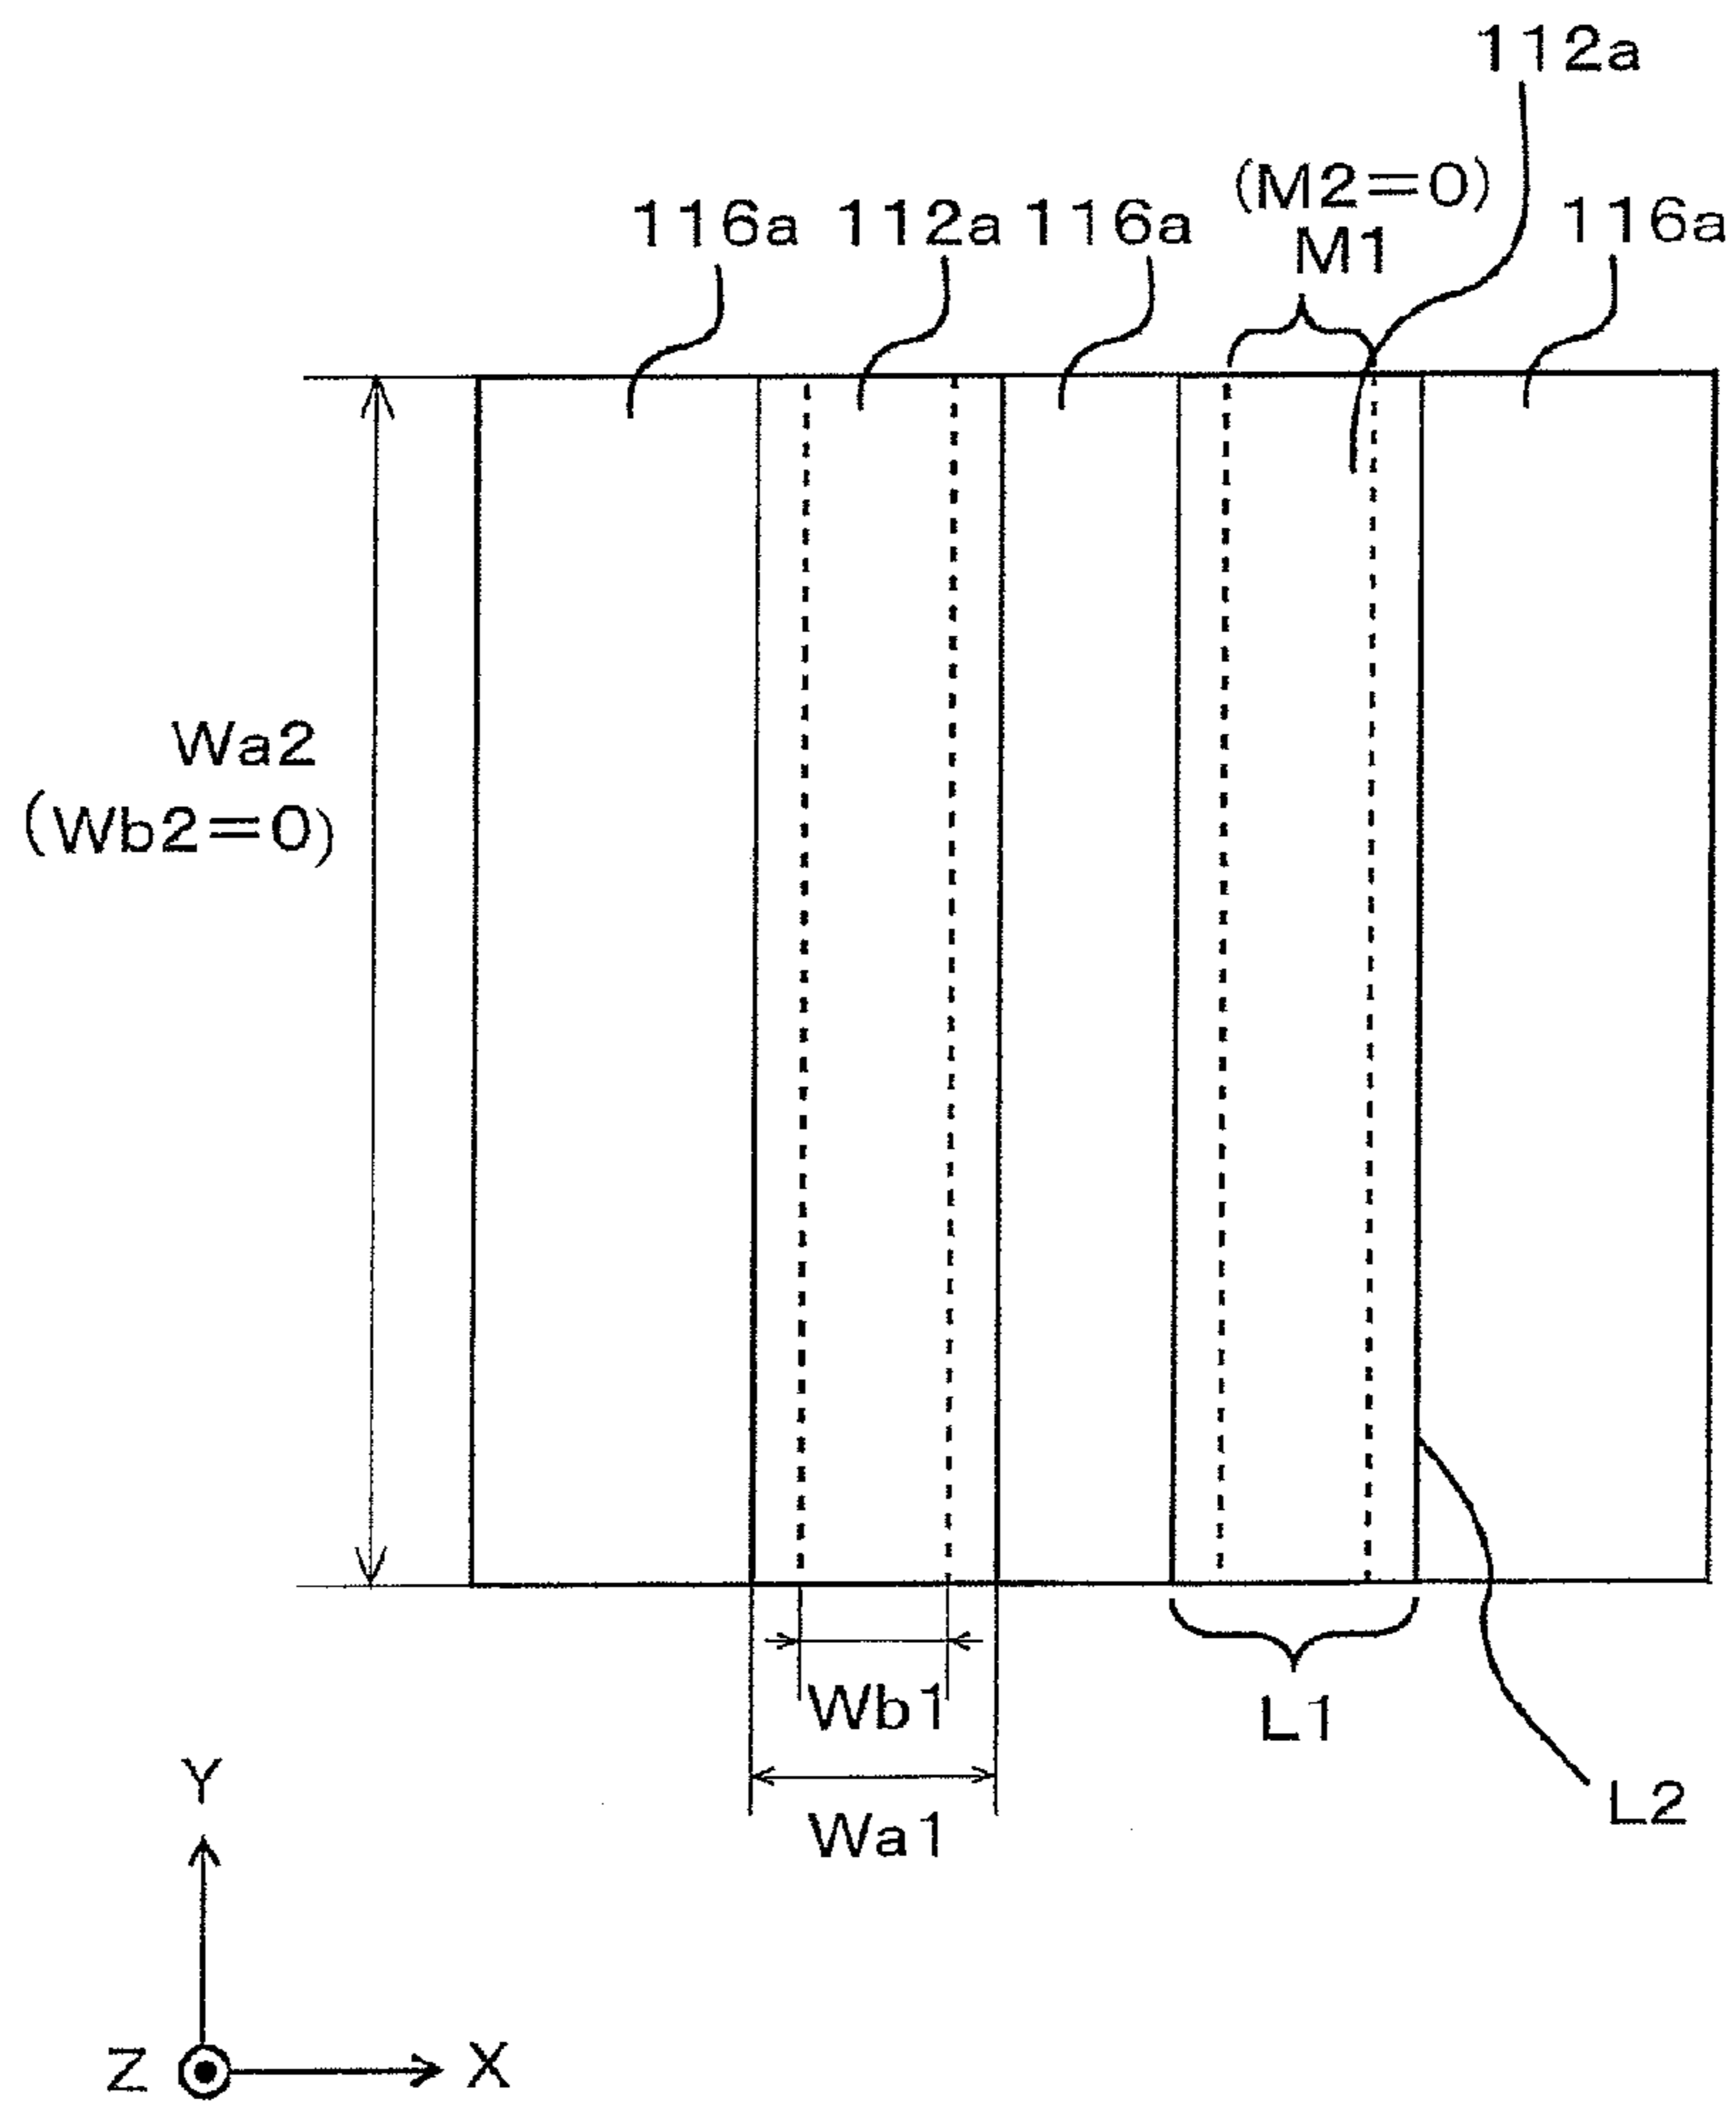 112a
(M2=0)
116a 112a 116a M1 116a
Wa2
(Wb2=0)
Wb1
L1
L2
Wa1
Y
Z X